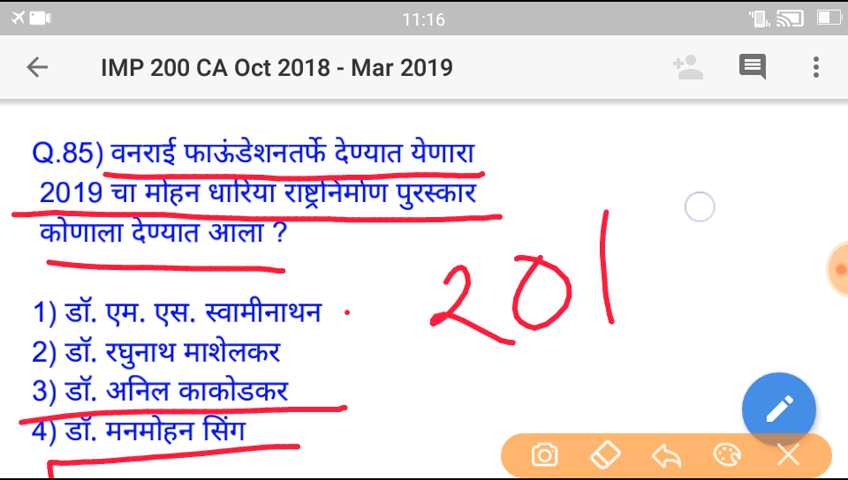 11:16
IMP 200 CA Oct 2018 - Mar 2019
Q.85) वनराई फाऊंडेशनतर्फे देण्यात येणारा
2019 चा मोहन धारिया राष्ट्रनिर्माण पुरस्कार
कोणाला देण्यात आला ?
201
1) डॉ. एम. एस. स्वामीनाथन
2) डॉ. रघुनाथ माशेलकर
3) डॉ. अनिल काकोडकर
4) डॉ. मनमोहन सिंग